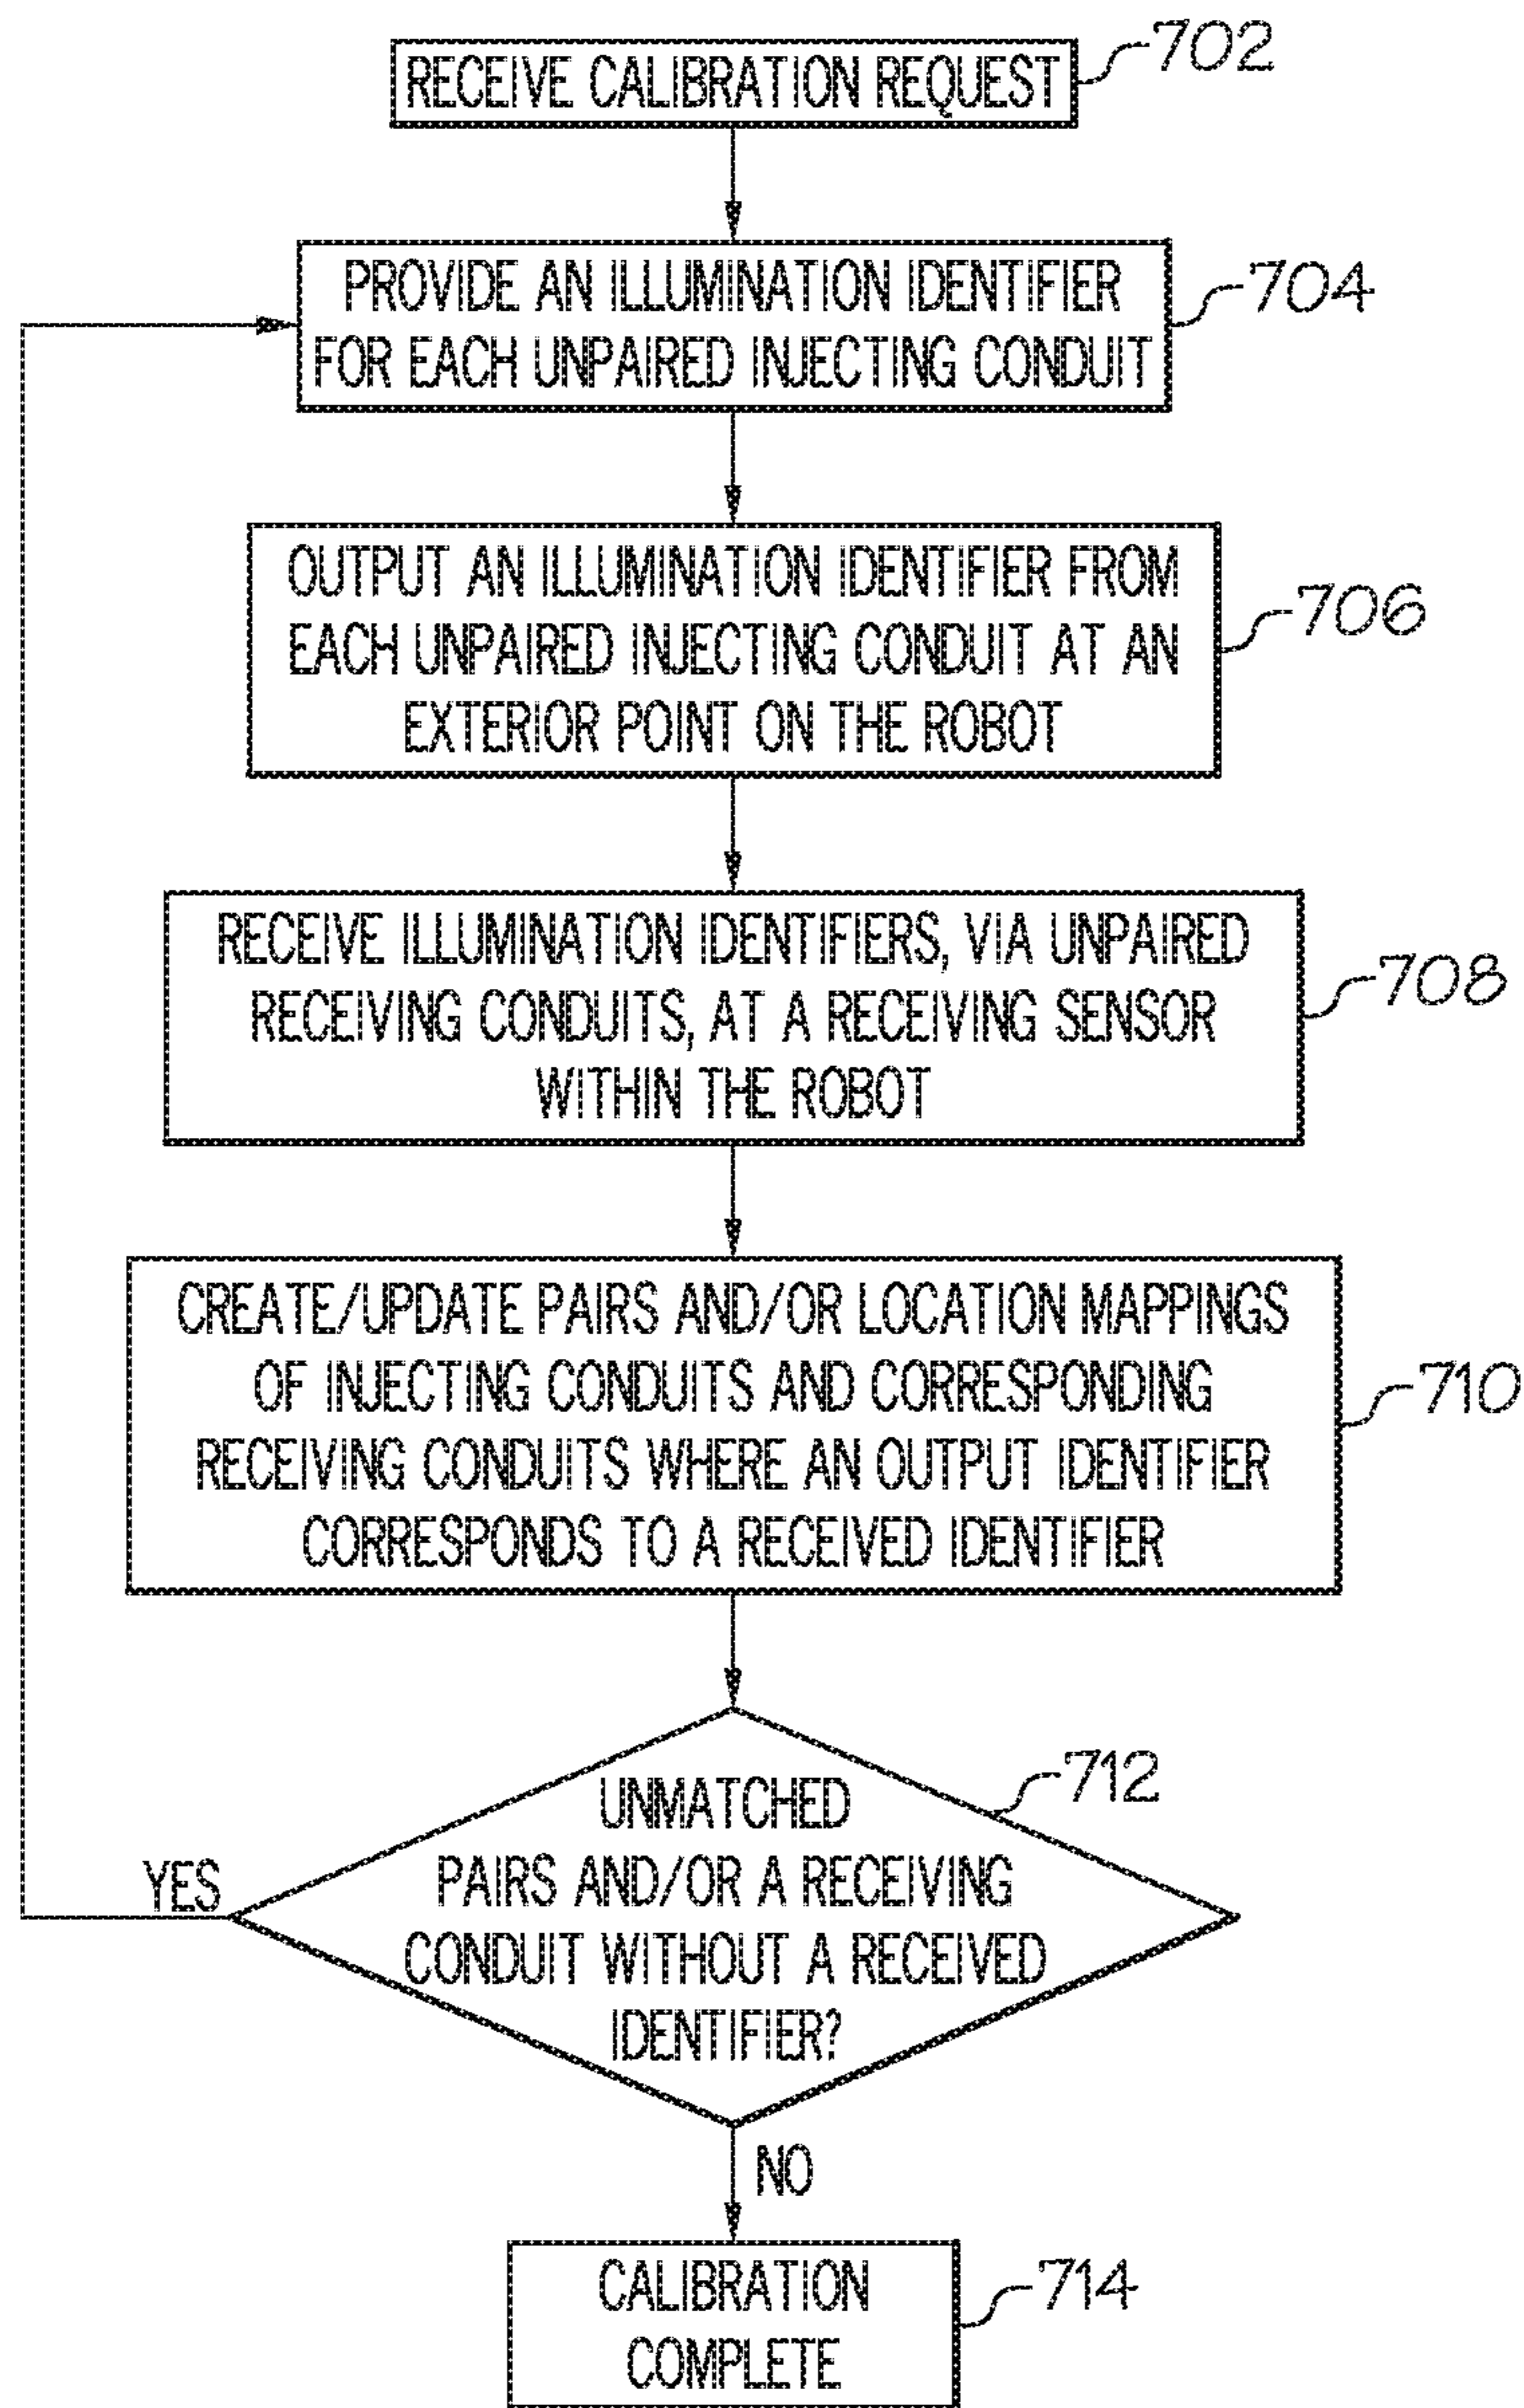 RECEIVE CALIBRATION REQUEST
702
PROVIDE AN ILLUMINATION IDENTIFIER
FOR EACH UNPAIRED INJECTING CONDUIT
704
OUTPUT AN ILLUMINATION IDENTIFIER FROM
EACH UNPAIRED INJECTING CONDUIT AT AN
EXTERIOR POINT ON THE ROBOT
706
RECEIVE ILLUMINATION IDENTIFIERS, VIA UNPAIRED
RECEIVING CONDUITS, AT A RECEIVING SENSOR
WITHIN THE ROBOT
708
CREATE/UPDATE PAIRS AND/OR LOCATION MAPPINGS
OF INJECTING CONDUITS AND CORRESPONDING
RECEIVING CONDUITS WHERE AN OUTPUT IDENTIFIER
CORRESPONDS TO A RECEIVED IDENTIFIER
710
UNMATCHED
PAIRS AND/OR A RECEIVING
CONDUIT WITHOUT A RECEIVED
IDENTIFIER?
712
YES
NO
CALIBRATION
COMPLETE
714